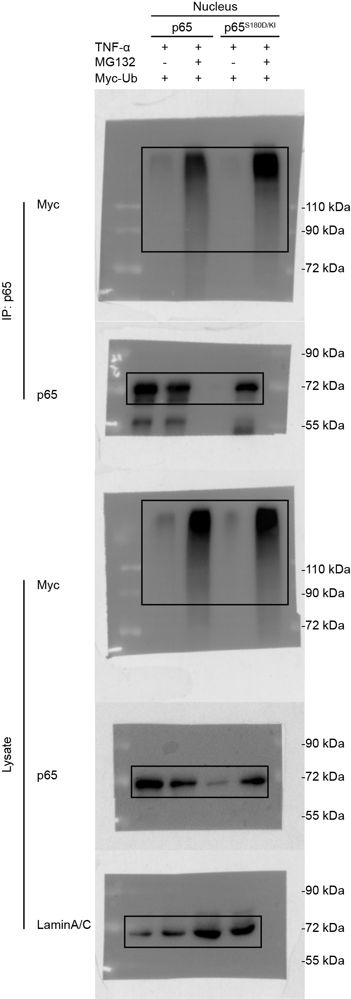 Nucleus
p65 p65S180D/KI
TNF-α + + + +
MG132 - + - +
Myc-Ub + + + +
IP: p65
Myc
-110 kDa
-90 kDa
-72 kDa
-90 kDa
-72 kDa
p65
-55 kDa
Lysate
-110 kDa
Myc
-90 kDa
-72 kDa
-90 kDa
p65
-72 kDa
-55 kDa
-90 kDa
LaminA/C
-72 kDa
-55 kDa